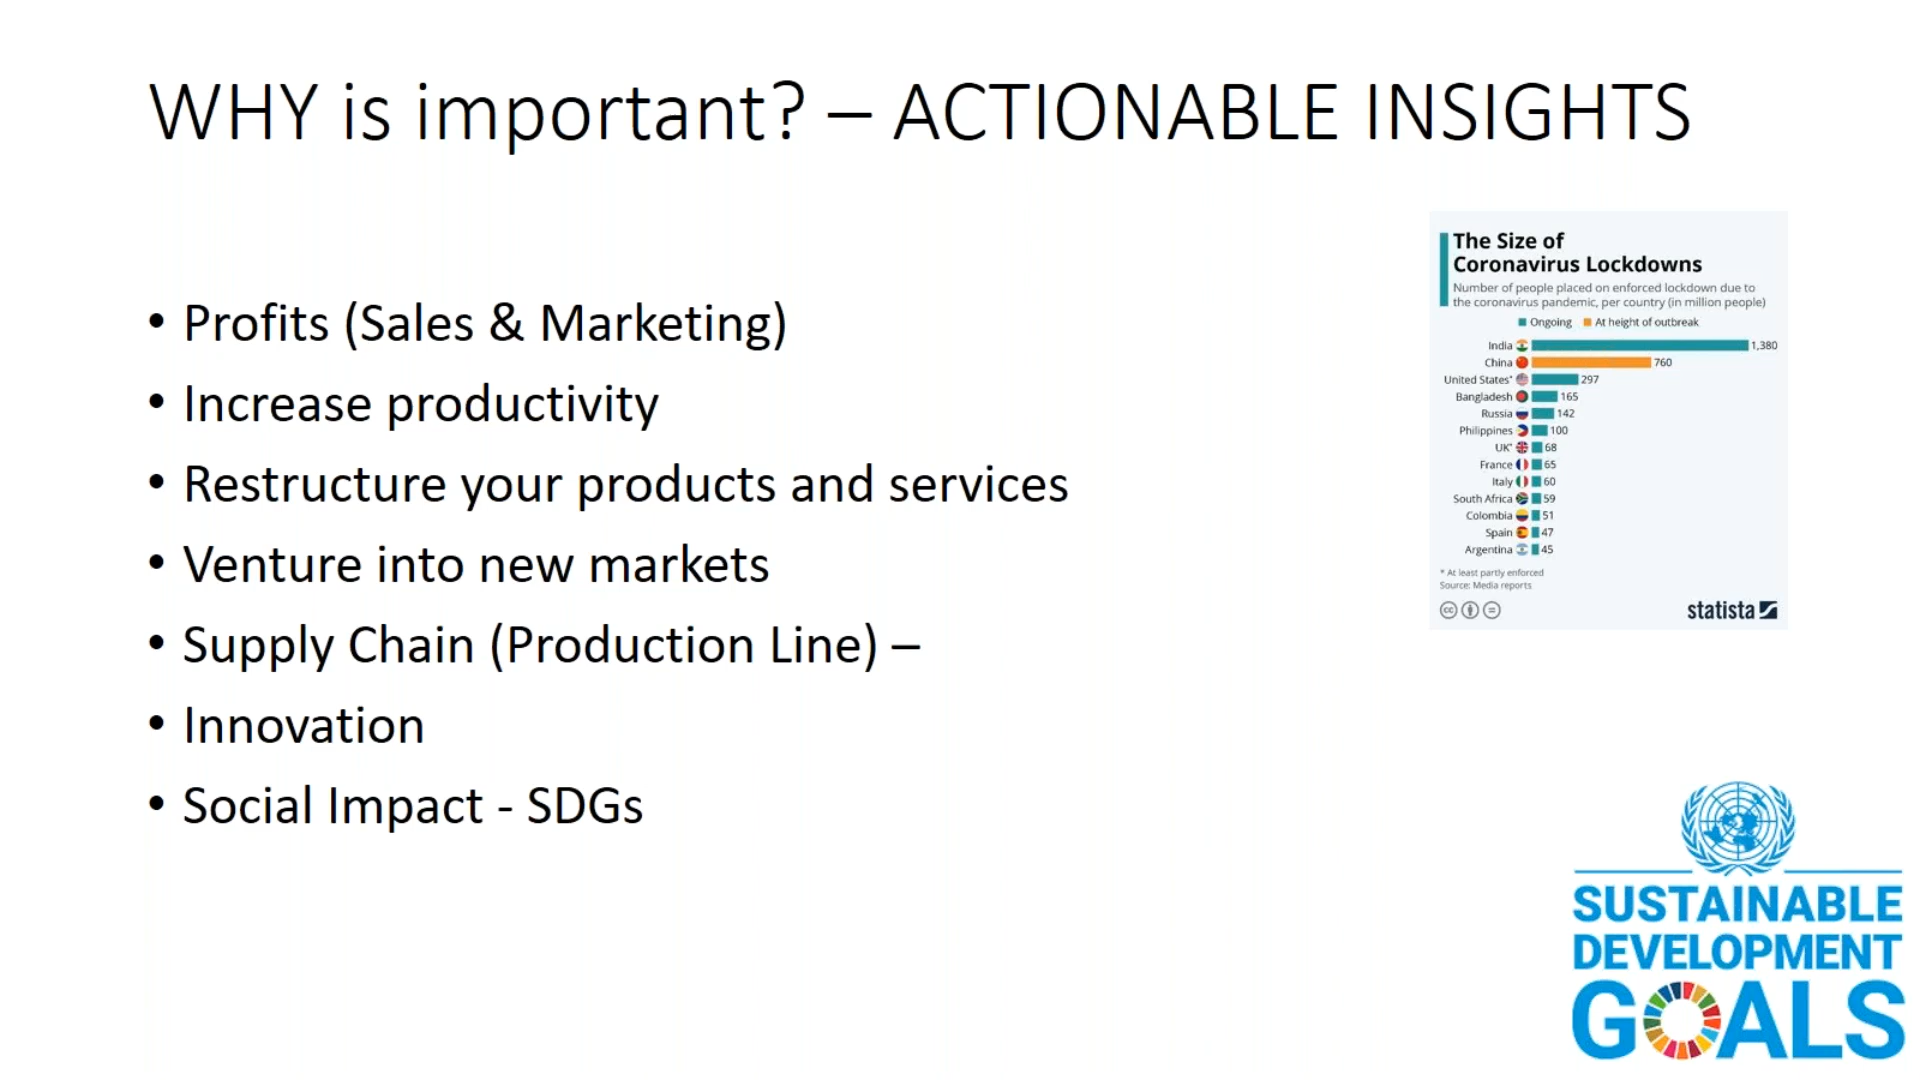 WHY is important? – ACTIONABLE INSIGHTS
• Profits (Sales & Marketing)
• Increase productivity
• Restructure your products and services
• Venture into new markets
• Supply Chain (Production Line) –
• Innovation
• Social Impact - SDGs
The Size of
Coronavirus Lockdowns
Number of people placed on enforced lockdown due to
the coronavirus pandemic, per country (in million people)
Ongoing At height of outbreak
India 1,380
China 760
United States* 297
Bangladesh 165
Russia 142
Philippines 100
UK* 68
France 65
Italy 60
South Africa 59
Colombia 51
Spain 47
Argentina 45
* At least partly enforced
Source: Media reports
cc
statista
SUSTAINABLE
DEVELOPMENT
GOALS